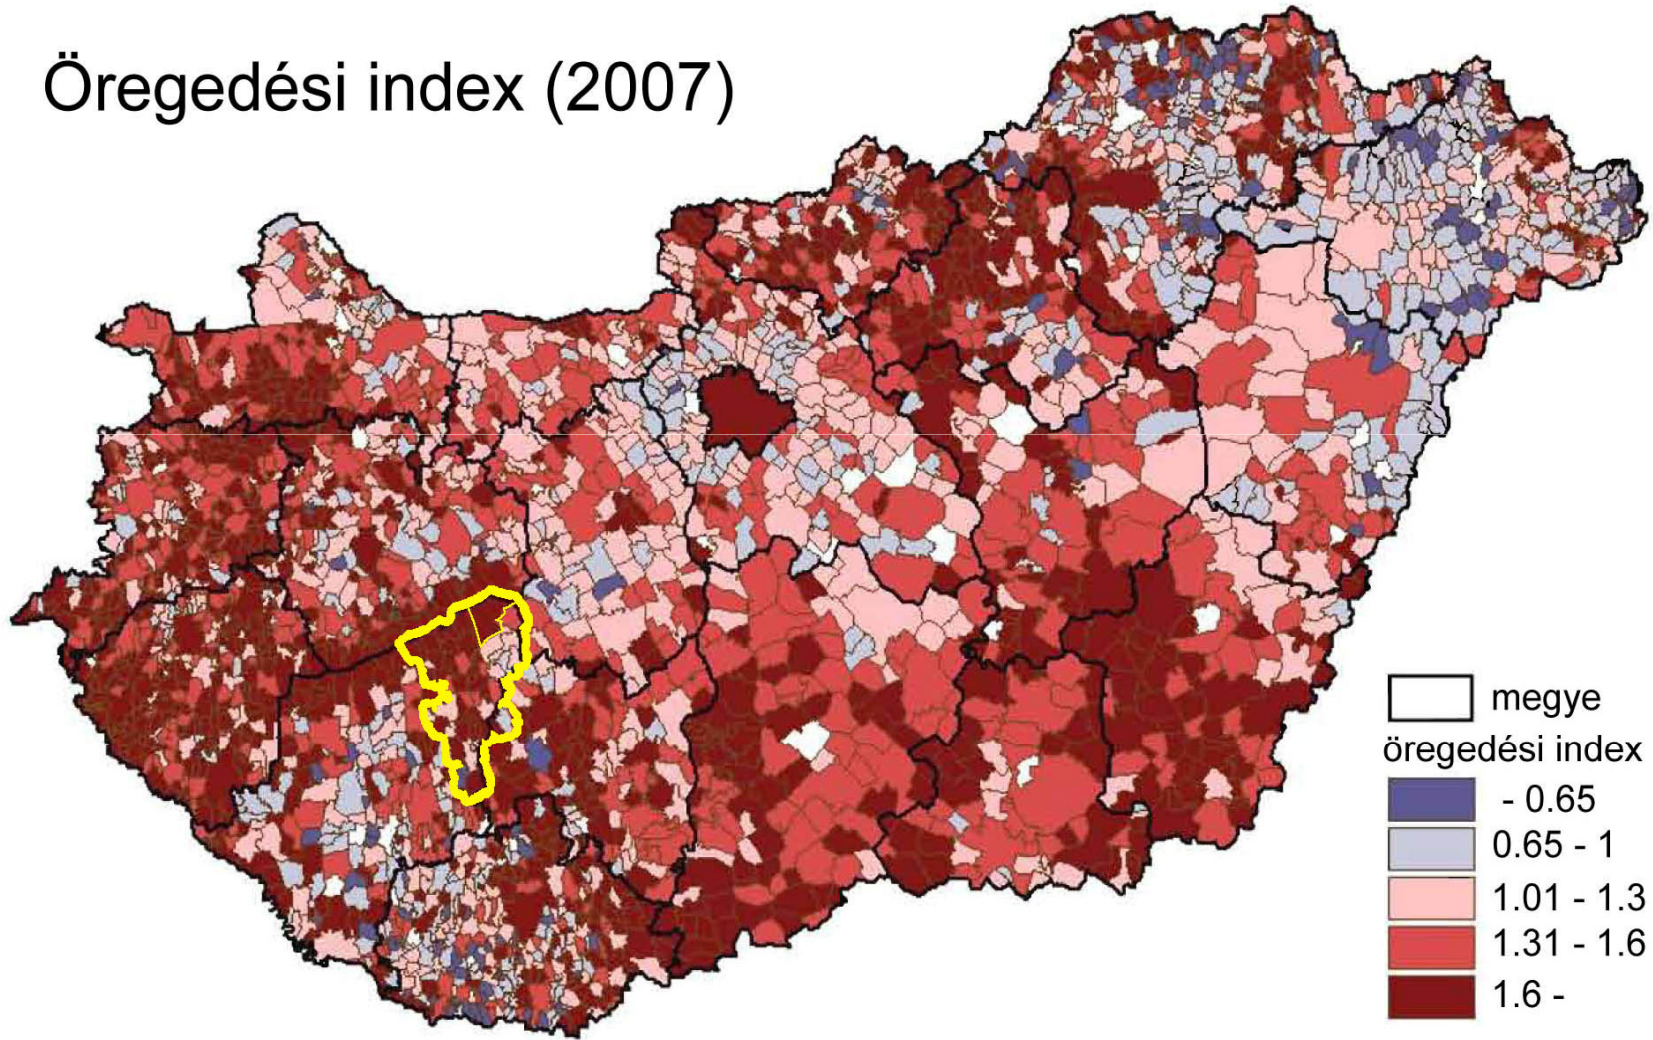 Öregedési index (2007)
megye
öregedési index
- 0.65
0.65 - 1
1.01 - 1.3
1.31 - 1.6
1.6 -